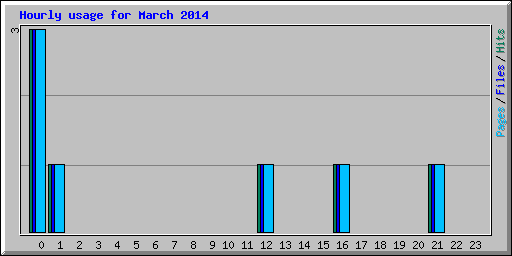 Hourly usage for March 2014
3
Pages/Files/Hits
0 1 2 3 4 5 6 7 8 9 10 11 12 13 14 15 16 17 18 19 20 21 22 23